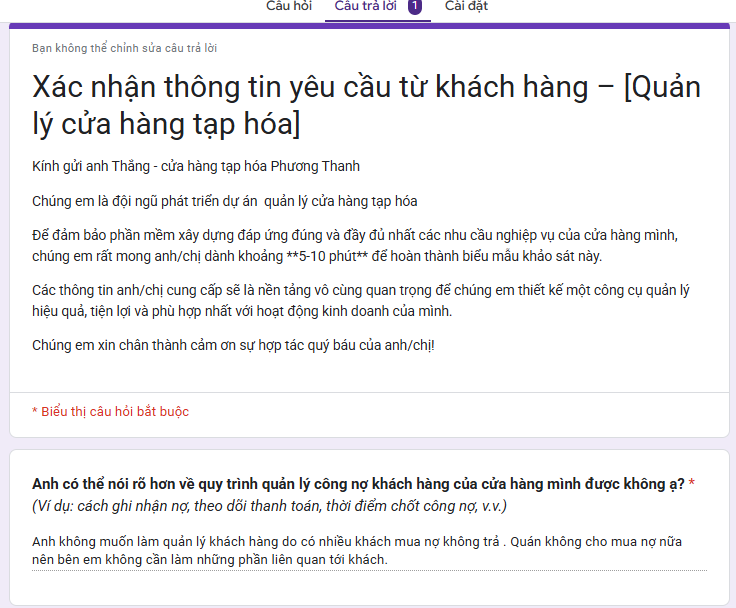 Câu hỏi
Câu trả lời
1
Cài đặt
Bạn không thể chỉnh sửa câu trả lời
Xác nhận thông tin yêu cầu từ khách hàng – [Quản
lý cửa hàng tạp hóa]
Kính gửi anh Thắng - cửa hàng tạp hóa Phương Thanh
Chúng em là đội ngũ phát triển dự án  quản lý cửa hàng tạp hóa
Để đảm bảo phần mềm xây dựng đáp ứng đúng và đầy đủ nhất các nhu cầu nghiệp vụ của cửa hàng mình,
chúng em rất mong anh/chị dành khoảng **5-10 phút** để hoàn thành biểu mẫu khảo sát này.
Các thông tin anh/chị cung cấp sẽ là nền tảng vô cùng quan trọng để chúng em thiết kế một công cụ quản lý
hiệu quả, tiện lợi và phù hợp nhất với hoạt động kinh doanh của mình.
Chúng em xin chân thành cảm ơn sự hợp tác quý báu của anh/chị!
* Biểu thị câu hỏi bắt buộc
Anh có thể nói rõ hơn về quy trình quản lý công nợ khách hàng của cửa hàng mình được không ạ? *
(Ví dụ: cách ghi nhận nợ, theo dõi thanh toán, thời điểm chốt công nợ, v.v.)
Anh không muốn làm quản lý khách hàng do có nhiều khách mua nợ không trả . Quán không cho mua nợ nữa
nên bên em không cần làm những phần liên quan tới khách.